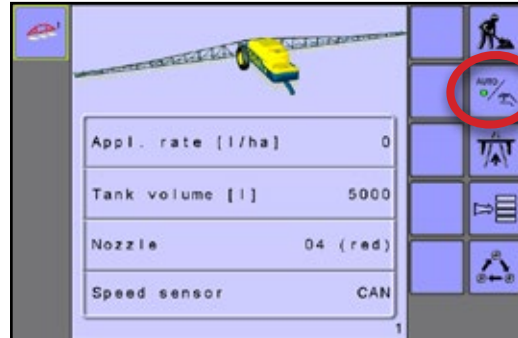 AUTO
Appl. rate [l/ha] 0
Tank volume [l] 5000
Nozzle 04 (red)
Speed sensor CAN
1